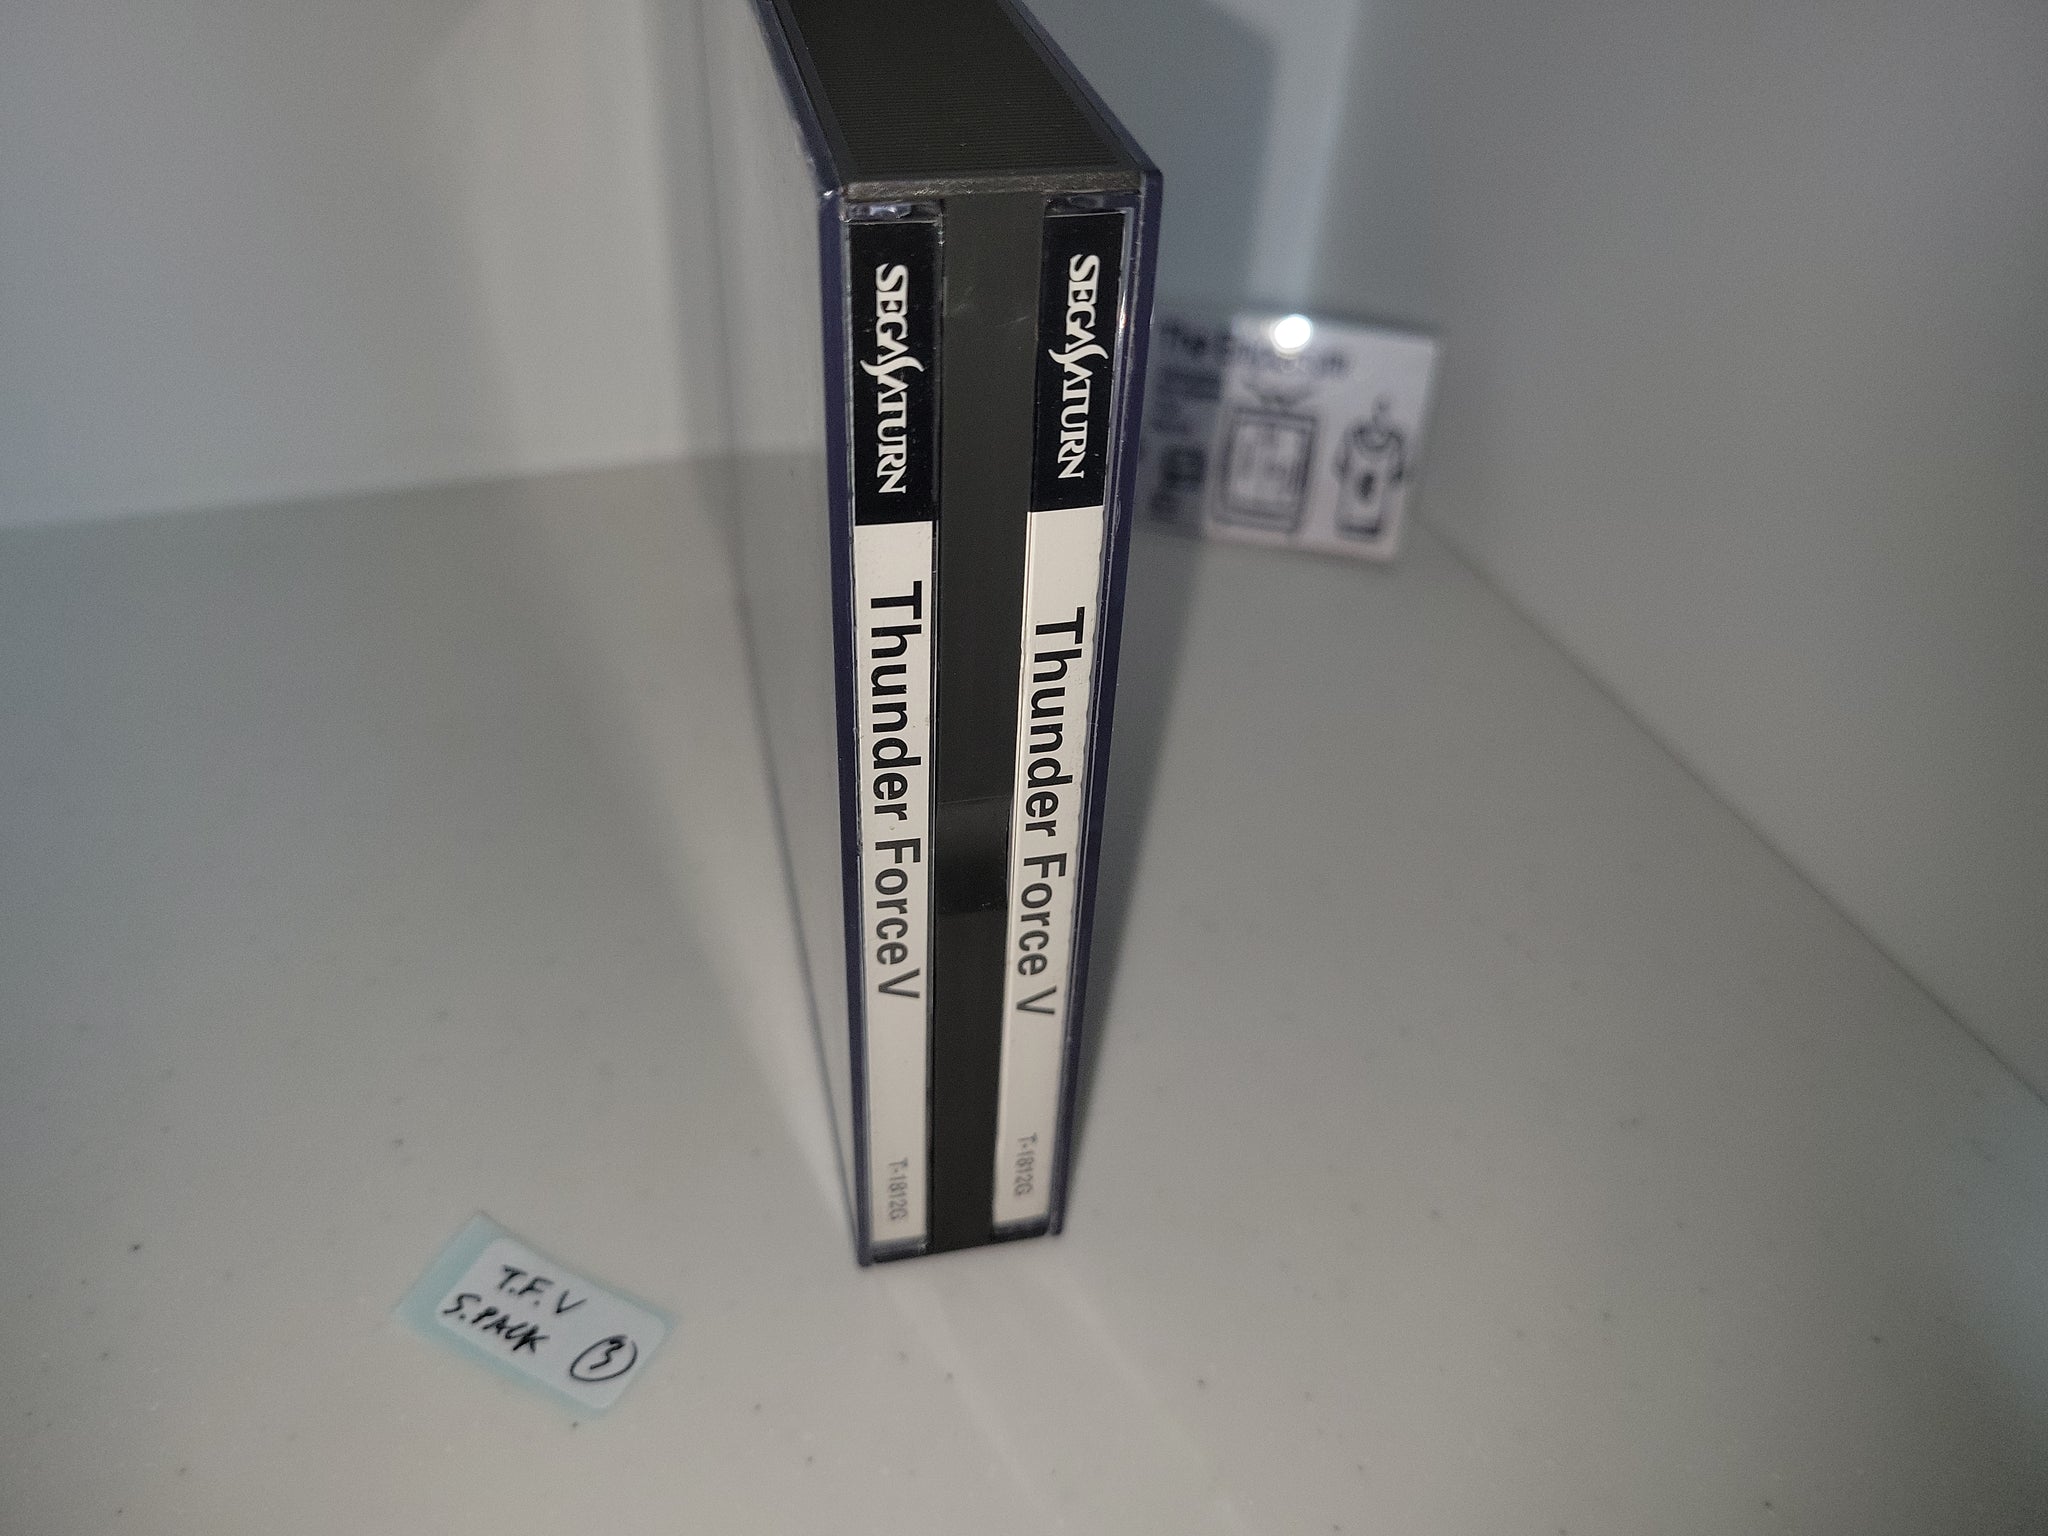 SEGA SATURN
Thunder Force V
T-1812G
SEGA SATURN
Thunder Force V
T-1812G
T.F.V
S.PACK
3